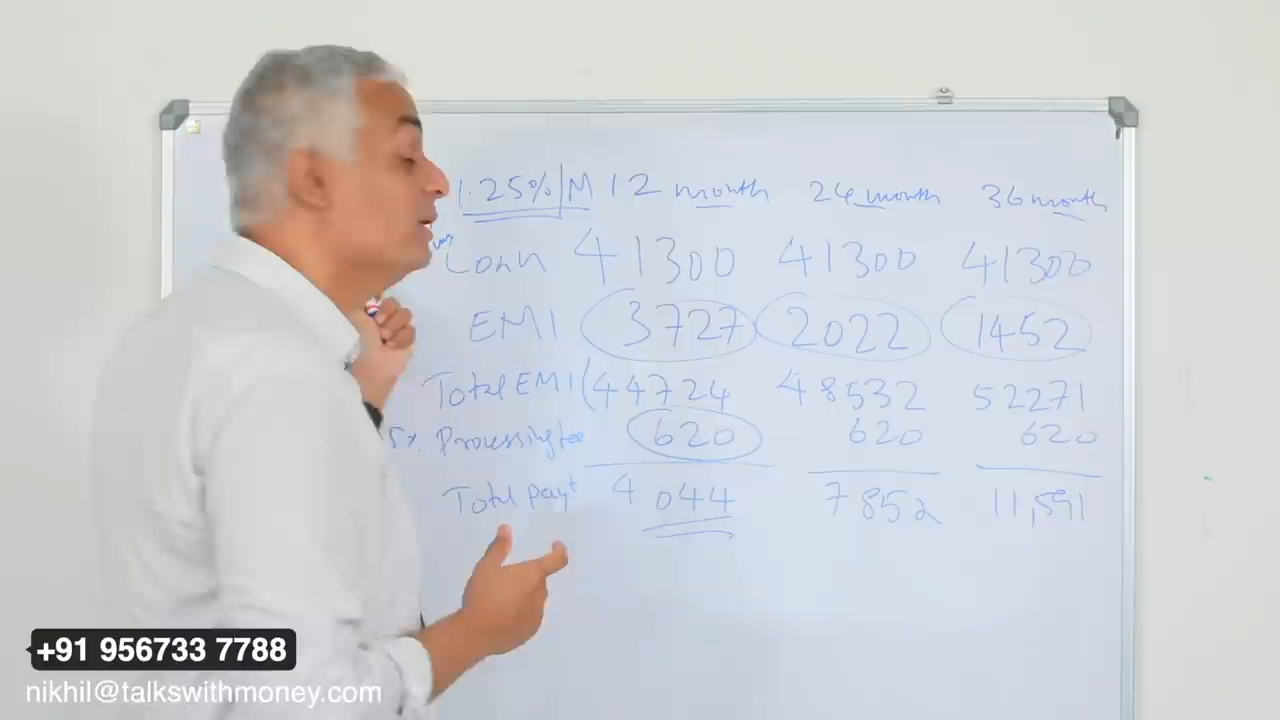 1.25%/M 12 month 24 month 36 month
Loan 41300 41300 41300
EMI 3727 2022 1452
Total EMI 44724 48532 52271
Processing fee 620 620 620
Total payt 4044 7852 11,591
+91 956733 7788
nikhil@talkswithmoney.com